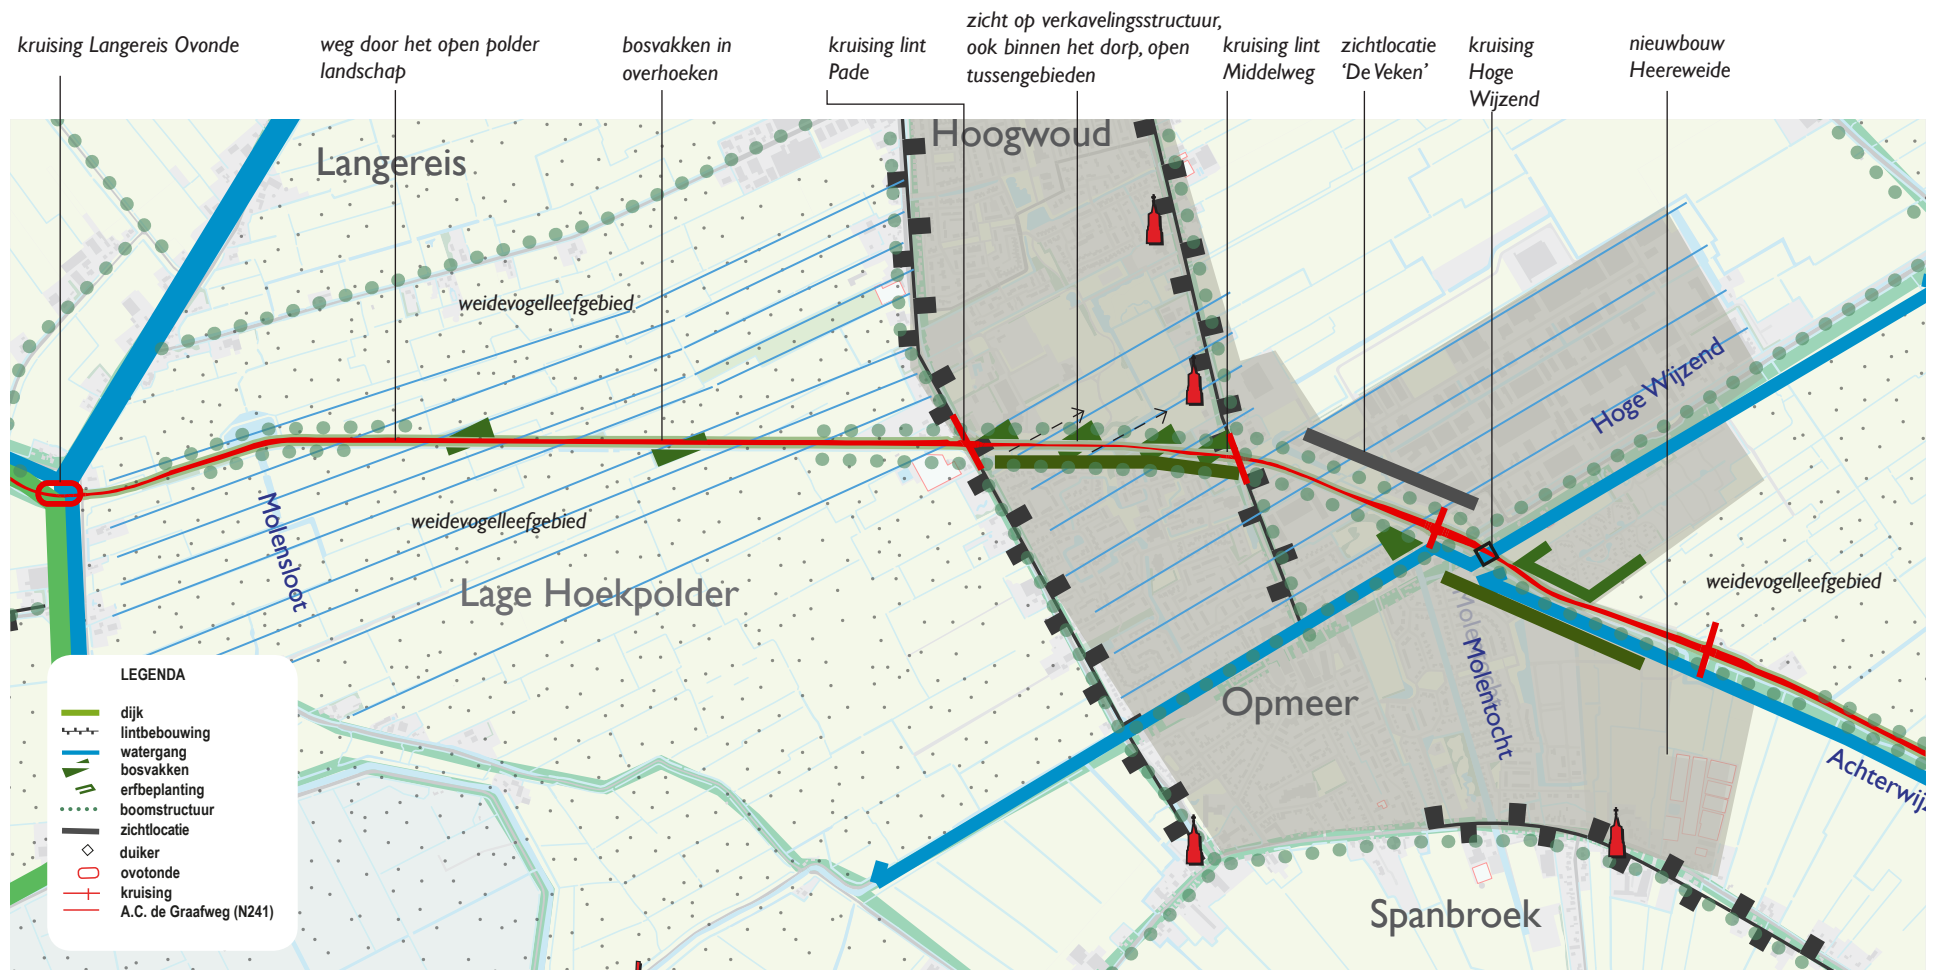 kruising Langereis Ovonde
weg door het open polder
landschap
bosvakken in
overhoeken
kruising lint
Pade
zicht op verkavelingsstructuur,
ook binnen het dorp, open
tussengebieden
kruising lint
Middelweg
zichtlocatie
‘De Veken’
kruising
Hoge
Wijzend
nieuwbouw
Heereweide
Langereis
Hoogwoud
weidevogelleefgebied
Hoge Wijzend
Molensloot
weidevogelleefgebied
Lage Hoekpolder
weidevogelleefgebied
Molentocht
Opmeer
Achterwijz
Spanbroek
LEGENDA
dijk
lintbebouwing
watergang
bosvakken
erfbeplanting
boomstructuur
zichtlocatie
duiker
ovotonde
kruising
A.C. de Graafweg (N241)